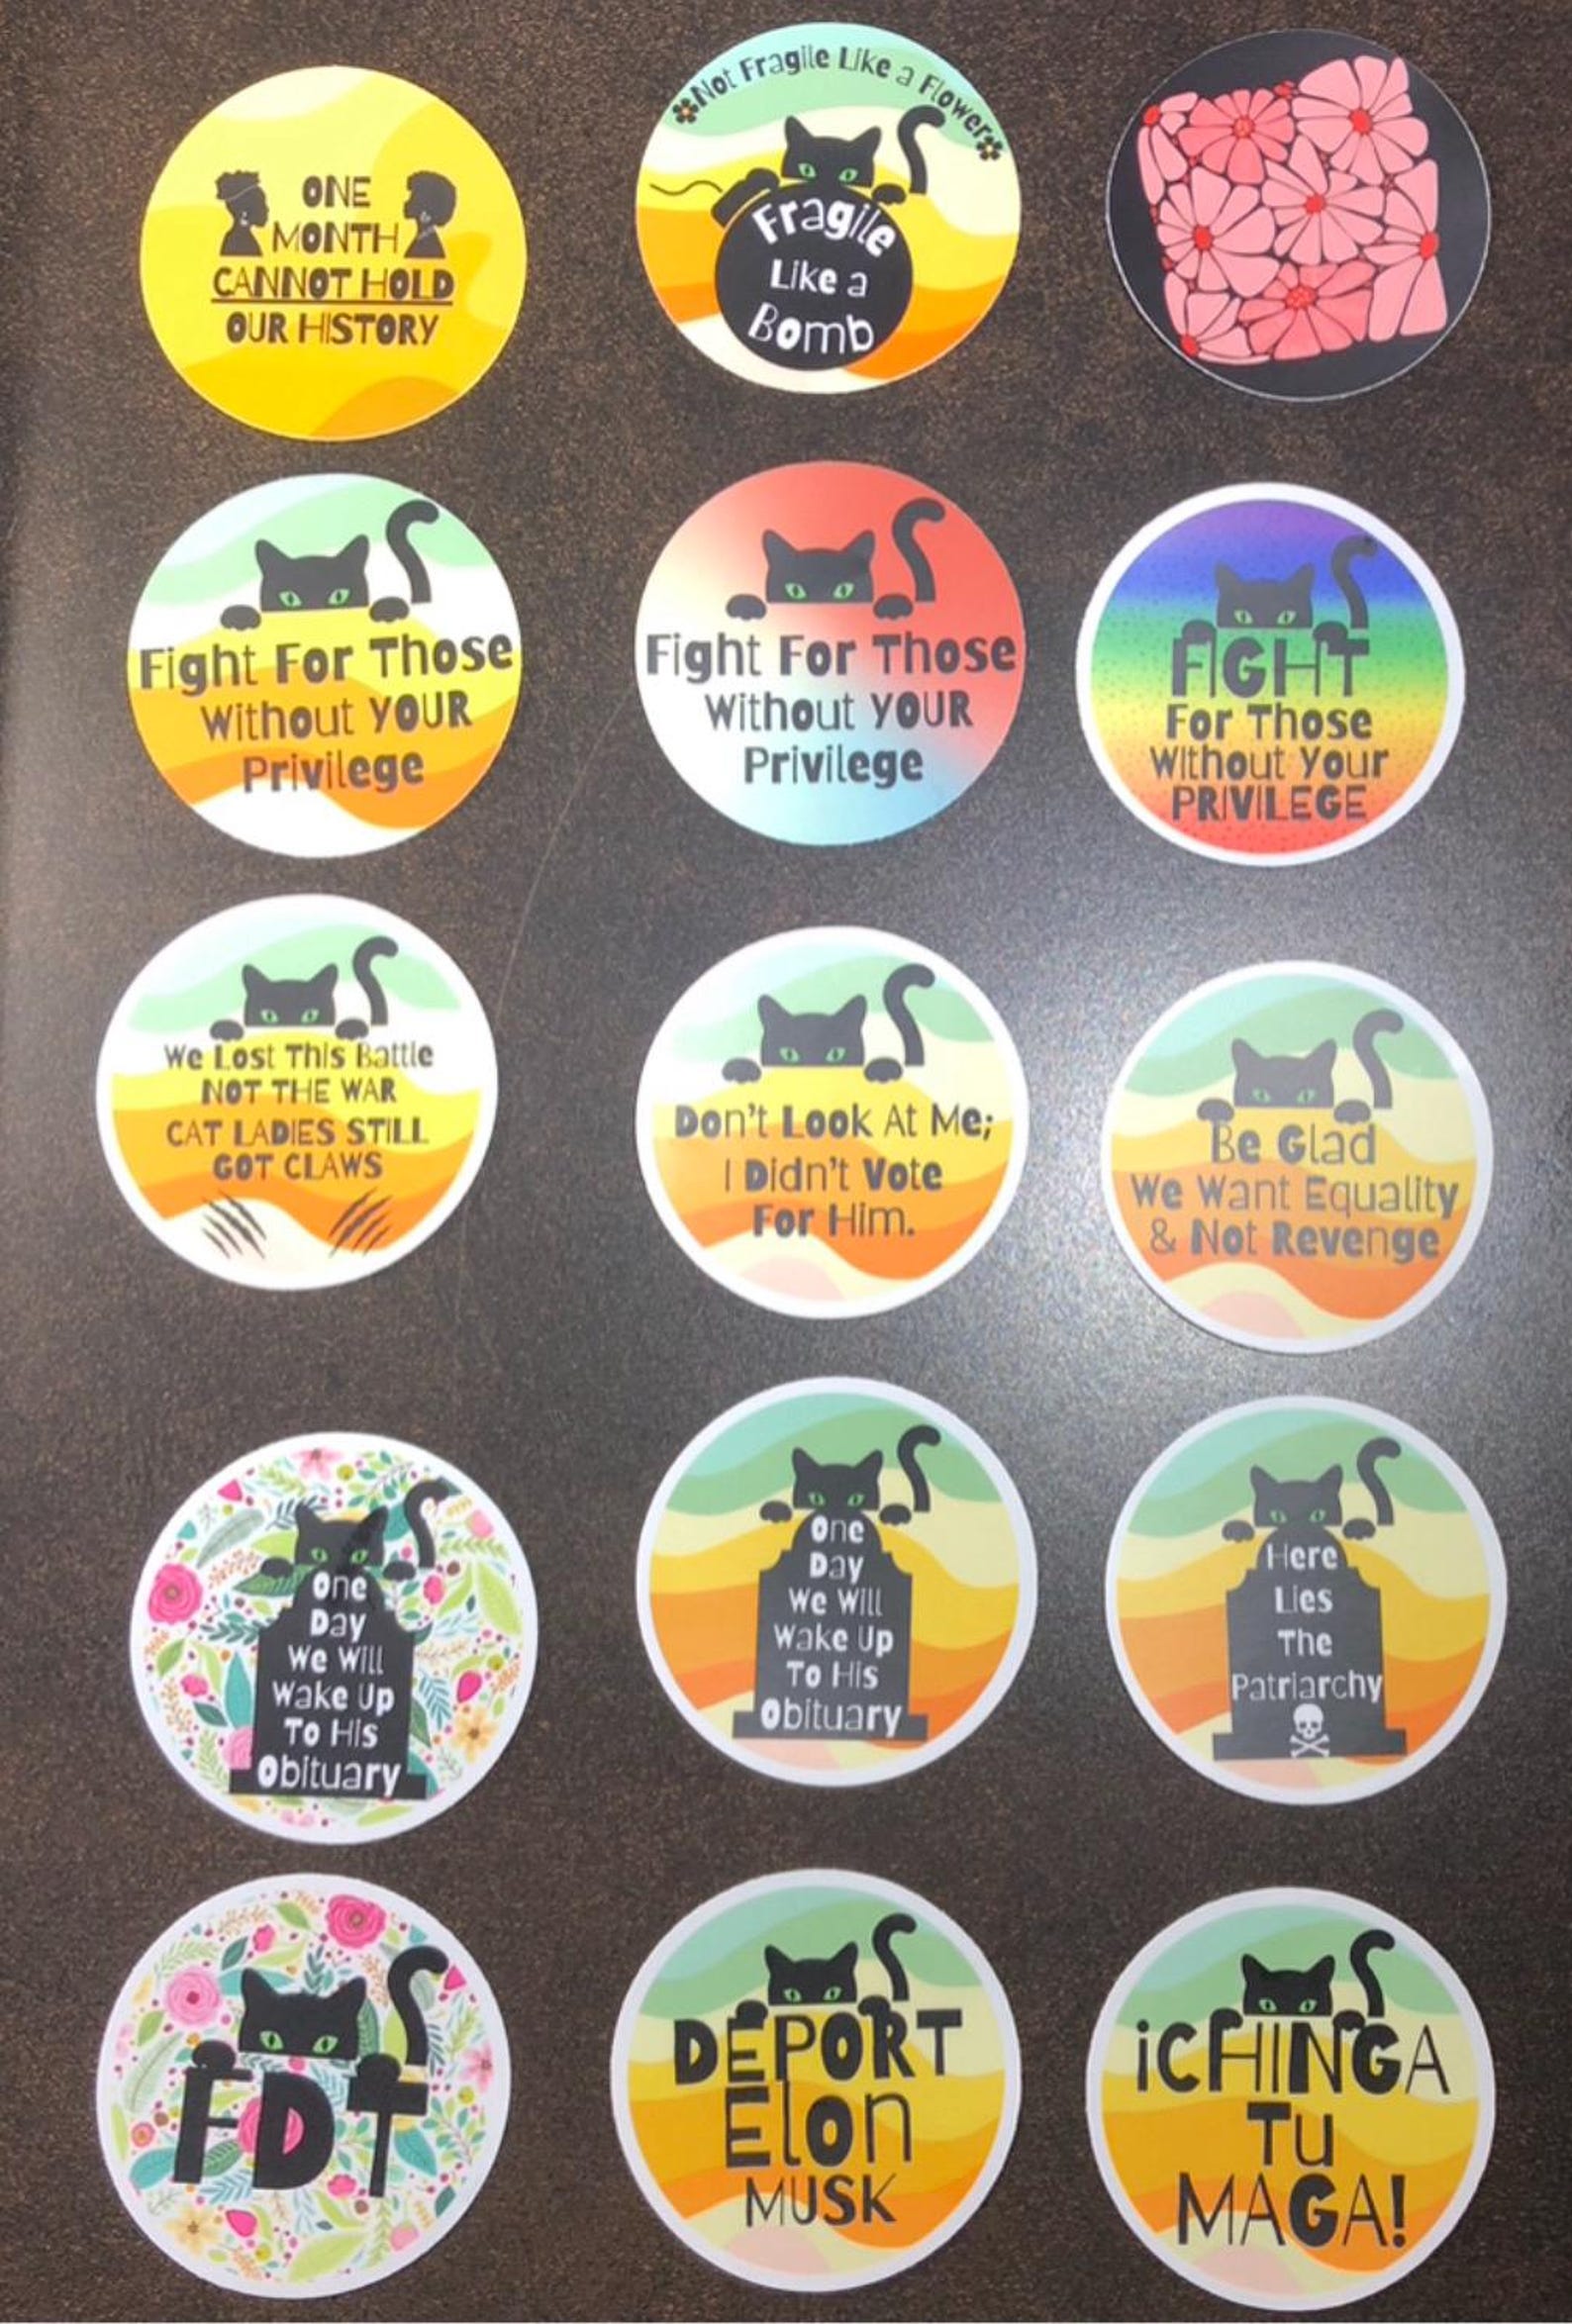 ONE
MONTH
CANNOT HOLD
OUR HISTORY
Not Fragile Like a Flower
Fragile
Like a
Bomb
Fight For Those
Without YOUR
Privilege
Fight For Those
Without YOUR
Privilege
FIGHT
For Those
Without Your
PRIVILEGE
We Lost This Battle
NOT THE WAR
CAT LADIES STILL
GOT CLAWS
Don't Look At Me;
I Didn't Vote
For Him.
Be Glad
We Want Equality
& Not Revenge
One
Day
We Will
Wake Up
To His
Obituary
One
Day
We Will
Wake Up
To His
Obituary
Here
Lies
The
Patriarchy
FDT
DEPORT
Elon
MUSK
¡CHINGA
TU
MAGA!